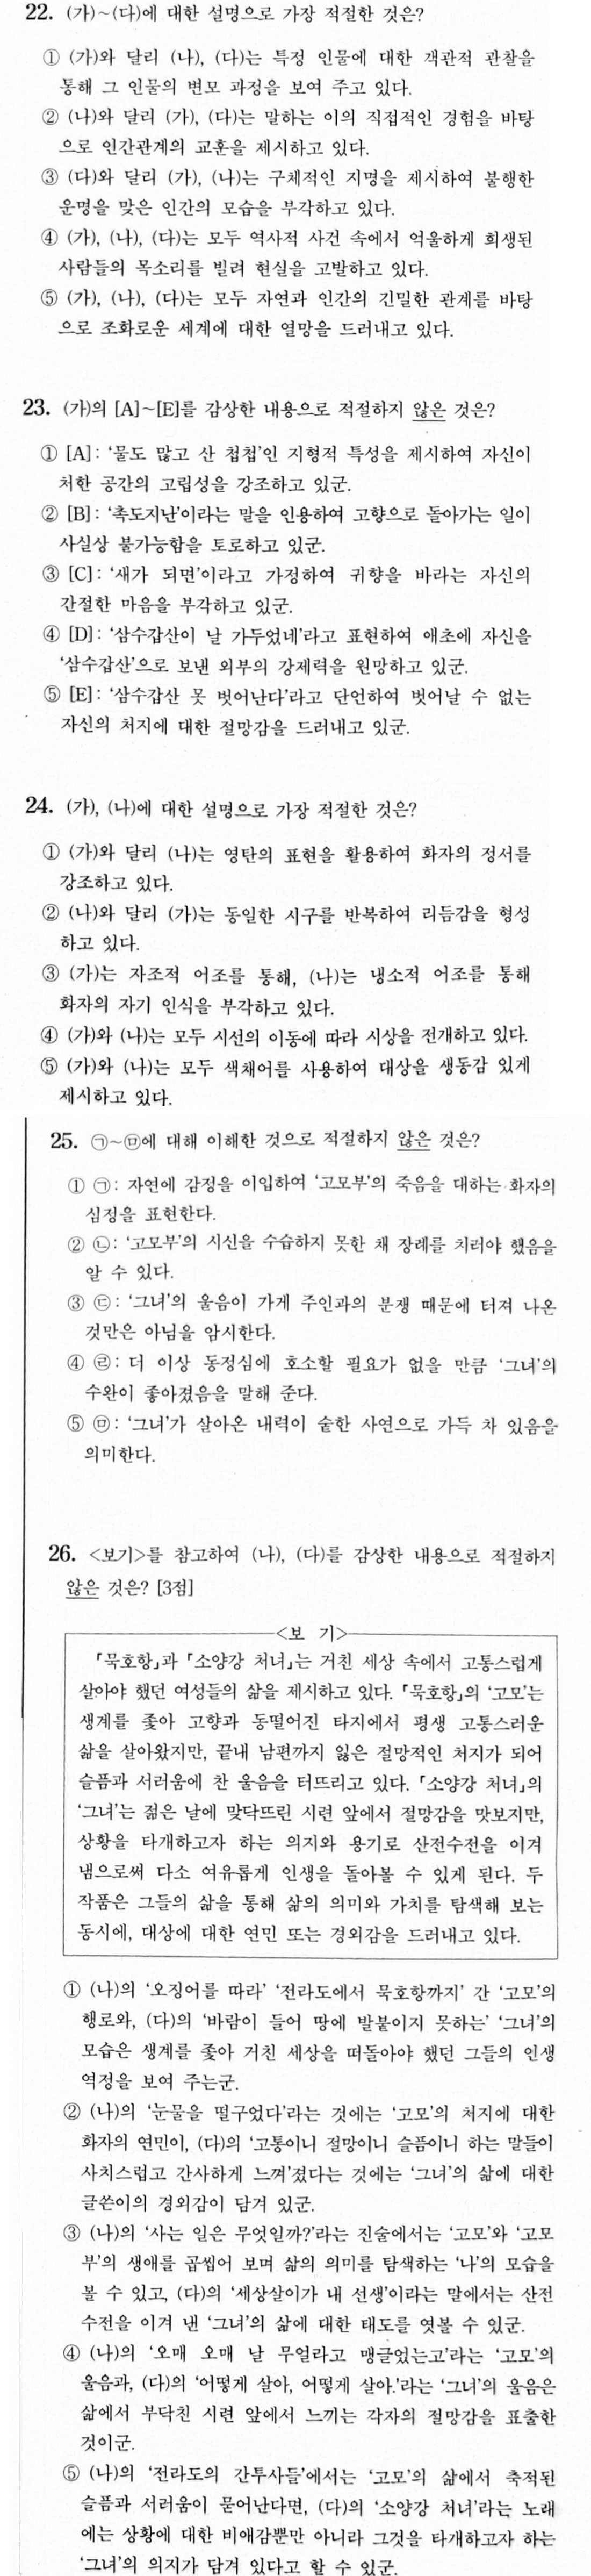 22. (가)~(다)에 대한 설명으로 가장 적절한 것은?
① (가)와 달리 (나), (다)는 특정 인물에 대한 객관적 관찰을
통해 그 인물의 변모 과정을 보여 주고 있다.
② (나)와 달리 (가), (다)는 말하는 이의 직접적인 경험을 바탕
으로 인간관계의 교훈을 제시하고 있다.
③ (다)와 달리 (가), (나)는 구체적인 지명을 제시하여 불행한
운명을 맞은 인간의 모습을 부각하고 있다.
④ (가), (나), (다)는 모두 역사적 사건 속에서 억울하게 희생된
사람들의 목소리를 빌려 현실을 고발하고 있다.
⑤ (가), (나), (다)는 모두 자연과 인간의 긴밀한 관계를 바탕
으로 조화로운 세계에 대한 열망을 드러내고 있다.
23. (가)의 [A]~[E]를 감상한 내용으로 적절하지 않은 것은?
① [A]: ‘물도 많고 산 첩첩’인 지형적 특성을 제시하여 자신이
처한 공간의 고립성을 강조하고 있군.
② [B]: ‘촉도지난’이라는 말을 인용하여 고향으로 돌아가는 일이
사실상 불가능함을 토로하고 있군.
③ [C]: ‘새가 되면’이라고 가정하여 귀향을 바라는 자신의
간절한 마음을 부각하고 있군.
④ [D]: ‘삼수갑산이 날 가두었네’라고 표현하여 애초에 자신을
‘삼수갑산’으로 보낸 외부의 강제력을 원망하고 있군.
⑤ [E]: ‘삼수갑산 못 벗어난다’라고 단언하여 벗어날 수 없는
자신의 처지에 대한 절망감을 드러내고 있군.
24. (가), (나)에 대한 설명으로 가장 적절한 것은?
① (가)와 달리 (나)는 영탄의 표현을 활용하여 화자의 정서를
강조하고 있다.
② (나)와 달리 (가)는 동일한 시구를 반복하여 리듬감을 형성
하고 있다.
③ (가)는 자조적 어조를 통해, (나)는 냉소적 어조를 통해
화자의 자기 인식을 부각하고 있다.
④ (가)와 (나)는 모두 시선의 이동에 따라 시상을 전개하고 있다.
⑤ (가)와 (나)는 모두 색채어를 사용하여 대상을 생동감 있게
제시하고 있다.
25. ㉠~㉤에 대해 이해한 것으로 적절하지 않은 것은?
① ㉠: 자연에 감정을 이입하여 ‘고모부’의 죽음을 대하는 화자의
심정을 표현한다.
② ㉡: ‘고모부’의 시신을 수습하지 못한 채 장례를 치러야 했음을
알 수 있다.
③ ㉢: ‘그녀’의 울음이 가게 주인과의 분쟁 때문에 터져 나온
것만은 아님을 암시한다.
④ ㉣: 더 이상 동정심에 호소할 필요가 없을 만큼 ‘그녀’의
수완이 좋아졌음을 말해 준다.
⑤ ㉤: ‘그녀’가 살아온 내력이 숱한 사연으로 가득 차 있음을
의미한다.
26. <보기>를 참고하여 (나), (다)를 감상한 내용으로 적절하지
않은 것은? [3점]
<보 기>
「묵호항」과 「소양강 처녀」는 거친 세상 속에서 고통스럽게
살아야 했던 여성들의 삶을 제시하고 있다. 「묵호항」의 ‘고모’는
생계를 좇아 고향과 동떨어진 타지에서 평생 고통스러운
삶을 살아왔지만, 끝내 남편까지 잃은 절망적인 처지가 되어
슬픔과 서러움에 찬 울음을 터뜨리고 있다. 「소양강 처녀」의
‘그녀’는 젊은 날에 맞닥뜨린 시련 앞에서 절망감을 맛보지만,
상황을 타개하고자 하는 의지와 용기로 산전수전을 이겨
냄으로써 다소 여유롭게 인생을 돌아볼 수 있게 된다. 두
작품은 그들의 삶을 통해 삶의 의미와 가치를 탐색해 보는
동시에, 대상에 대한 연민 또는 경외감을 드러내고 있다.
① (나)의 ‘오징어를 따라’ ‘전라도에서 묵호항까지’ 간 ‘고모’의
행로와, (다)의 ‘바람이 들어 땅에 발붙이지 못하는’ ‘그녀’의
모습은 생계를 좇아 거친 세상을 떠돌아야 했던 그들의 인생
역정을 보여 주는군.
② (나)의 ‘눈물을 떨구었다’라는 것에는 ‘고모’의 처지에 대한
화자의 연민이, (다)의 ‘고통이니 절망이니 슬픔이니 하는 말들이
사치스럽고 간사하게 느껴’졌다는 것에는 ‘그녀’의 삶에 대한
글쓴이의 경외감이 담겨 있군.
③ (나)의 ‘사는 일은 무엇일까?’라는 진술에서는 ‘고모’와 ‘고모
부’의 생애를 곱씹어 보며 삶의 의미를 탐색하는 ‘나’의 모습을
볼 수 있고, (다)의 ‘세상살이가 내 선생’이라는 말에서는 산전
수전을 이겨 낸 ‘그녀’의 삶에 대한 태도를 엿볼 수 있군.
④ (나)의 ‘오매 오매 날 무얼라고 맹글었는고’라는 ‘고모’의
울음과, (다)의 ‘어떻게 살아, 어떻게 살아.’라는 ‘그녀’의 울음은
삶에서 부닥친 시련 앞에서 느끼는 각자의 절망감을 표출한
것이군.
⑤ (나)의 ‘전라도의 간투사들’에서는 ‘고모’의 삶에서 축적된
슬픔과 서러움이 묻어난다면, (다)의 ‘소양강 처녀’라는 노래
에는 상황에 대한 비애감뿐만 아니라 그것을 타개하고자 하는
‘그녀’의 의지가 담겨 있다고 할 수 있군.